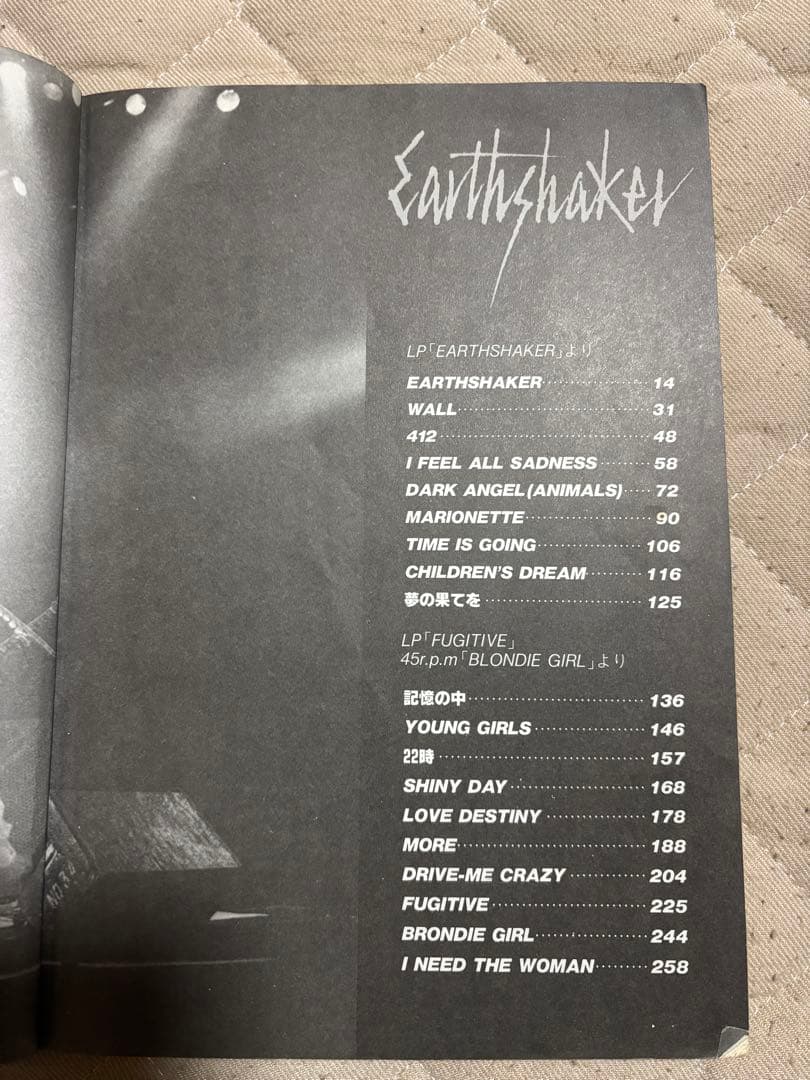 Earthshaker
LP「EARTHSHAKER」より
EARTHSHAKER 14
WALL 31
412 48
I FEEL ALL SADNESS 58
DARK ANGEL(ANIMALS) 72
MARIONETTE 90
TIME IS GOING 106
CHILDREN'S DREAM 116
夢の果てを 125
LP「FUGITIVE」
45r.p.m「BLONDIE GIRL」より
記憶の中 136
YOUNG GIRLS 146
22時 157
SHINY DAY 168
LOVE DESTINY 178
MORE 188
DRIVE-ME CRAZY 204
FUGITIVE 225
BRONDIE GIRL 244
I NEED THE WOMAN 258